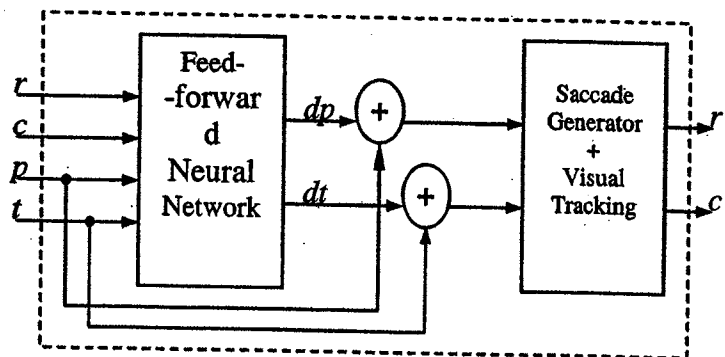 Feed-
-forwar
d
Neural
Network
r
c
p
t
dp
dt
+
+
Saccade
Generator
+
Visual
Tracking
r
c